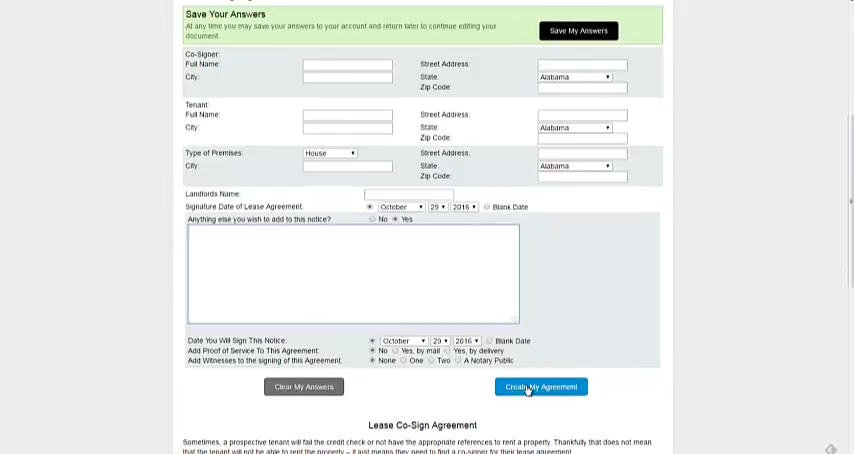 Save Your Answers
At any time you may save your answers to your account and return later to continue editing your
document.
Save My Answers
Co-Signer:
Full Name: Street Address:
City: State: Alabama
Zip Code:
Tenant:
Full Name: Street Address:
City: State: Alabama
Zip Code:
Type of Premises: House Street Address:
City: State: Alabama
Zip Code:
Landlords Name:
Signature Date of Lease Agreement: October 29 2016 Blank Date
Anything else you wish to add to this notice? No Yes
Date You Will Sign This Notice: October 29 2016 Blank Date
Add Proof of Service To This Agreement: No Yes, by mail Yes, by delivery
Add Witnesses to the signing of this Agreement: None One Two A Notary Public
Clear My Answers Create My Agreement
Lease Co-Sign Agreement
Sometimes, a prospective tenant will fail the credit check or not have the appropriate references to rent a property. Thankfully that does not mean
that the tenant will not be able to rent the property – it just means they need to find a co-signer for their lease agreement.